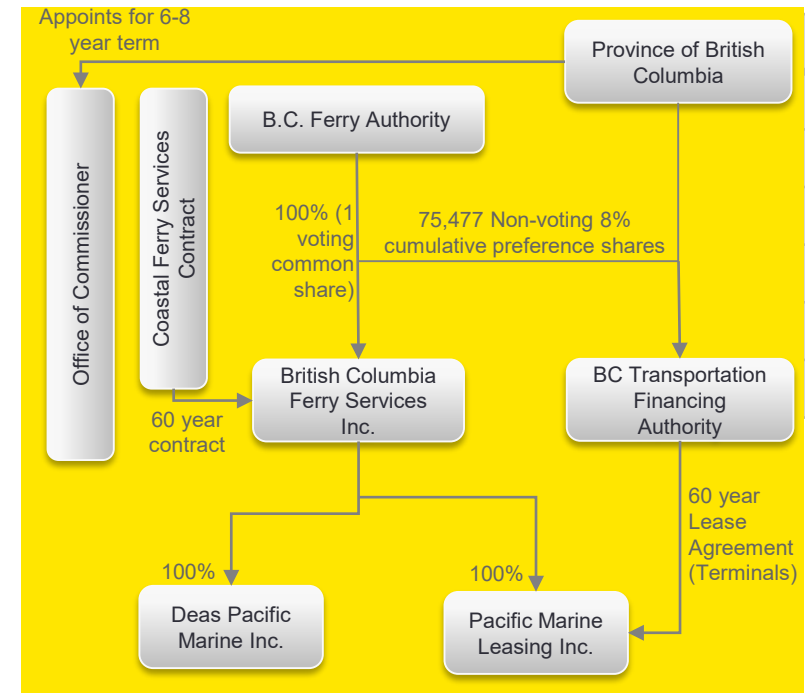 Appoints for 6-8
year term
Province of British
Columbia
B.C. Ferry Authority
Office of Commissioner
Coastal Ferry Services
Contract
100% (1
voting
common
share)
75,477 Non-voting 8%
cumulative preference shares
British Columbia
Ferry Services
Inc.
BC Transportation
Financing
Authority
60 year
contract
60 year
Lease
Agreement
(Terminals)
100%
100%
Deas Pacific
Marine Inc.
Pacific Marine
Leasing Inc.